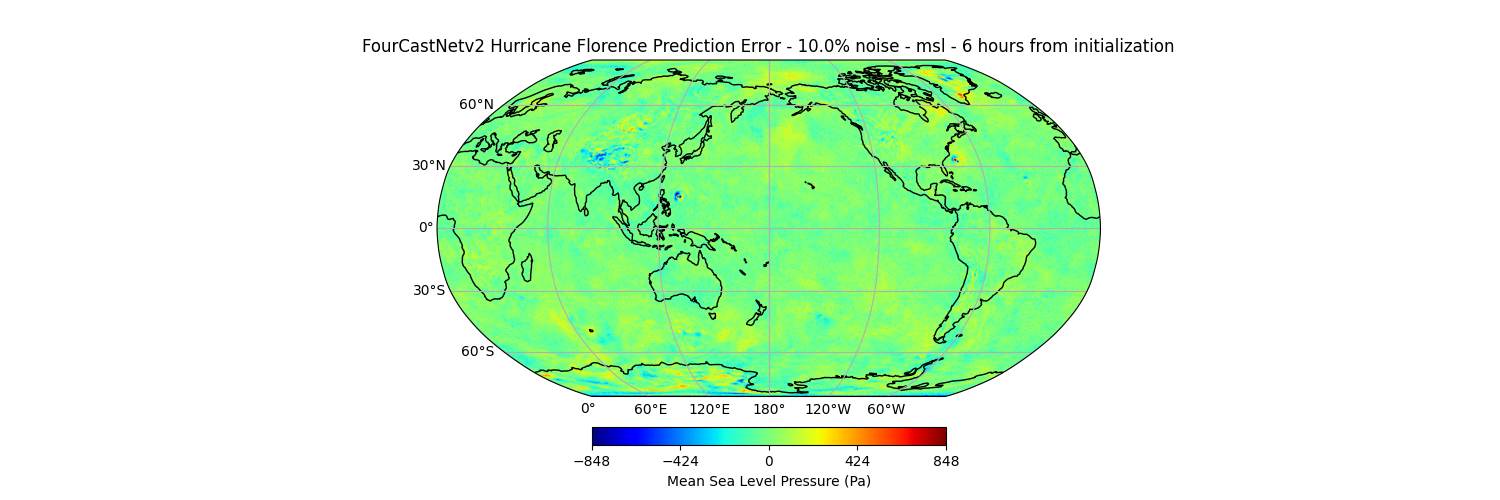 FourCastNetv2 Hurricane Florence Prediction Error - 10.0% noise - msl - 6 hours from initialization
60°N
30°N
0°
30°S
60°S
0° 60°E 120°E 180° 120°W 60°W
−848 −424 0 424 848
Mean Sea Level Pressure (Pa)